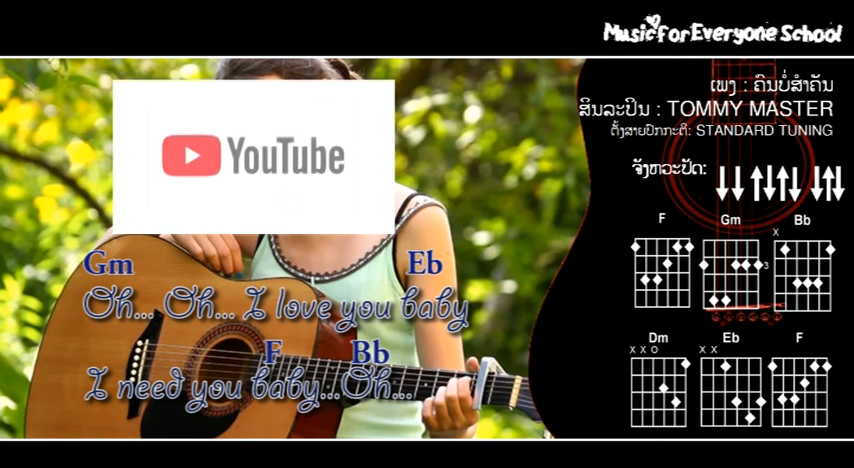 Music For Everyone School
ເພງ : ຄົນບໍ່ສຳຄັນ
ສິນລະປິນ : TOMMY MASTER
ຕັ້ງສາຍປົກກະຕິ: STANDARD TUNING
ຈັງຫວະປັດ:
YouTube
F Gm Bb
X
3
Gm Eb
Oh... Oh... I love you baby
F Bb
I need you baby...Oh...
Dm Eb F
X X O X X